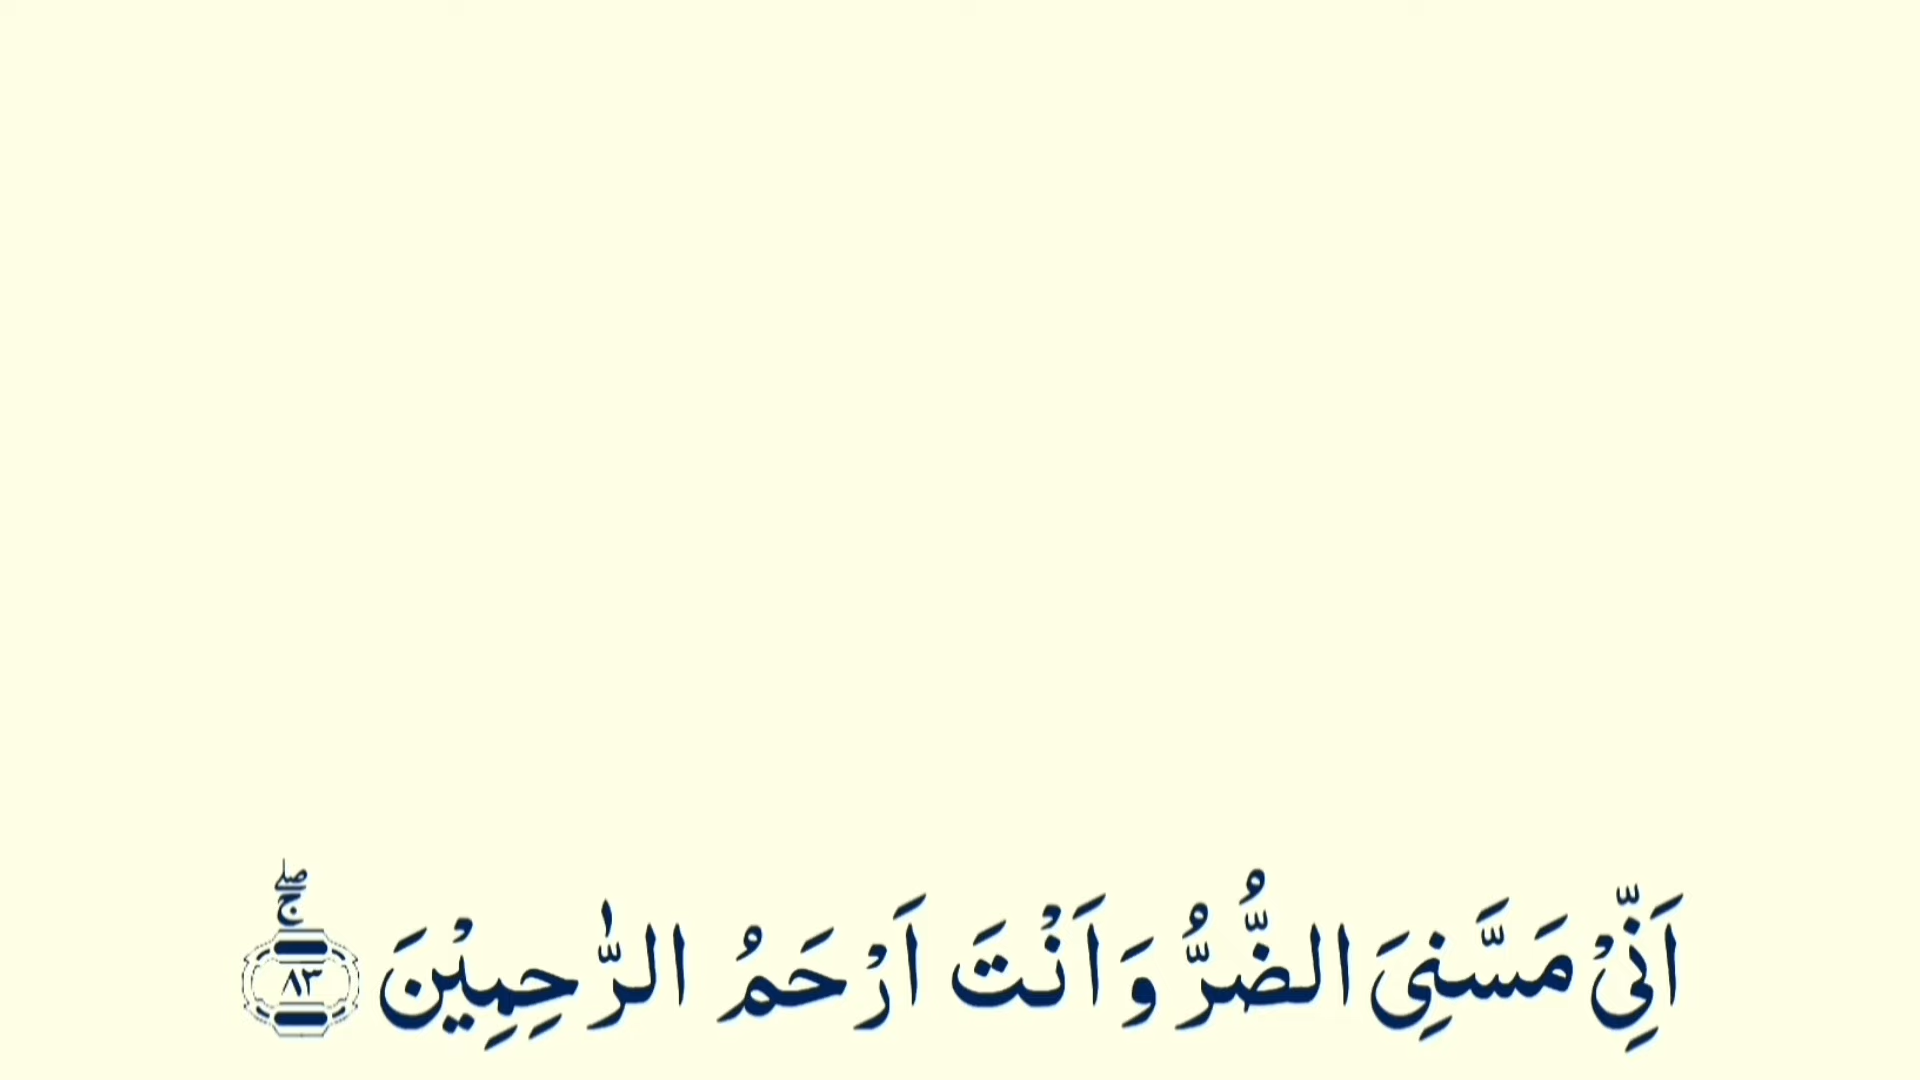 اَنِّیْ مَسَّنِیَ الضُّرُّ وَ اَنْتَ اَرْحَمُ الرّٰحِمِیْنَ ۖۚ ۝۸۳